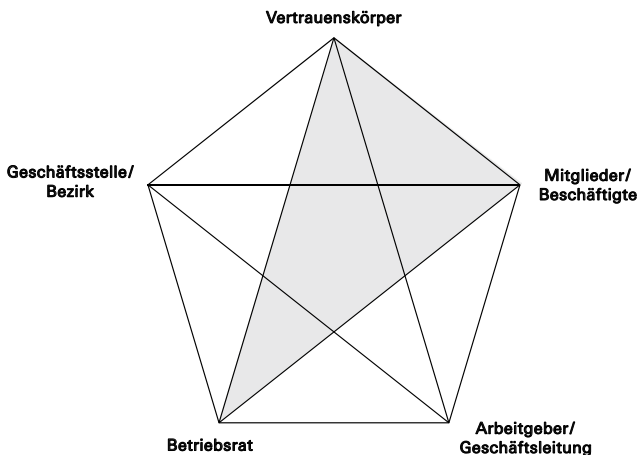 Vertrauenskörper
Geschäftsstelle/
Bezirk
Mitglieder/
Beschäftigte
Betriebsrat
Arbeitgeber/
Geschäftsleitung